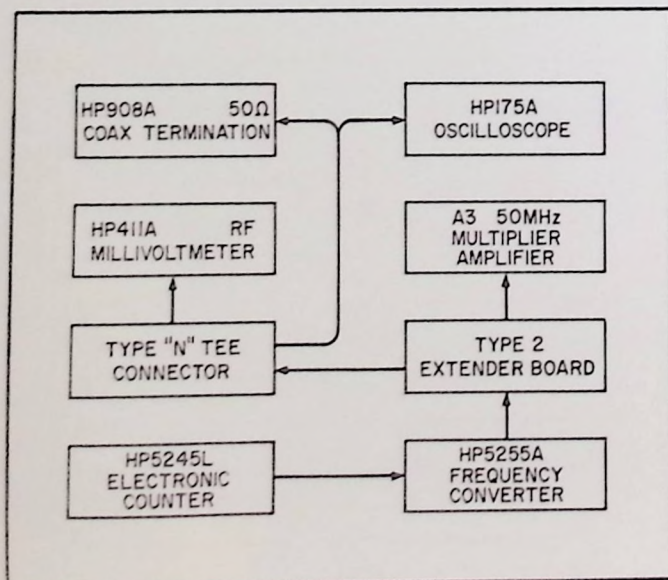 HP908A 50Ω
COAX TERMINATION
HP175A
OSCILLOSCOPE
HP411A RF
MILLIVOLTMETER
A3 50MHz
MULTIPLIER
AMPLIFIER
TYPE "N" TEE
CONNECTOR
TYPE 2
EXTENDER BOARD
HP5245L
ELECTRONIC
COUNTER
HP5255A
FREQUENCY
CONVERTER